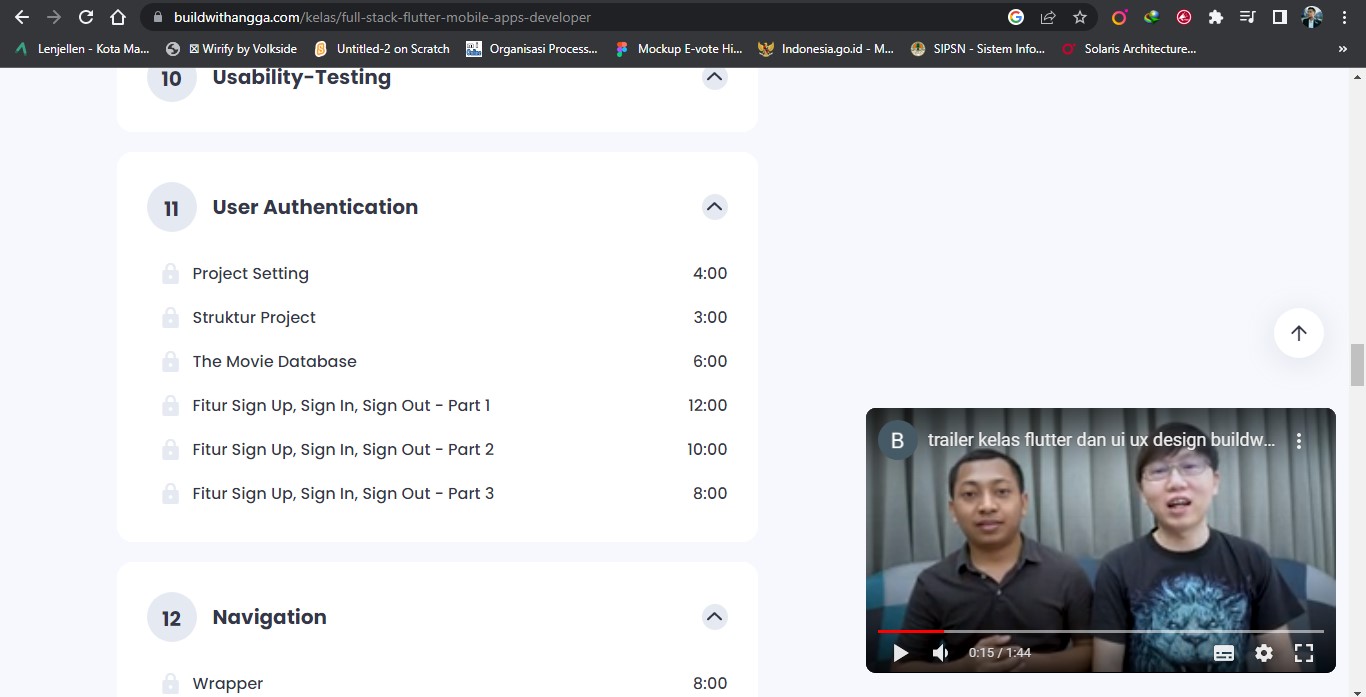 buildwithangga.com/kelas/full-stack-flutter-mobile-apps-developer
Lenjellen - Kota Ma...
Wirify by Volkside
Untitled-2 on Scratch
Organisasi Process...
Mockup E-vote Hi...
Indonesia.go.id - M...
SIPSN - Sistem Info...
Solaris Architecture...
»
10 Usability-Testing
11 User Authentication
Project Setting 4:00
Struktur Project 3:00
The Movie Database 6:00
Fitur Sign Up, Sign In, Sign Out - Part 1 12:00
Fitur Sign Up, Sign In, Sign Out - Part 2 10:00
Fitur Sign Up, Sign In, Sign Out - Part 3 8:00
12 Navigation
Wrapper 8:00
B trailer kelas flutter dan ui ux design buildw...
0:15 / 1:44